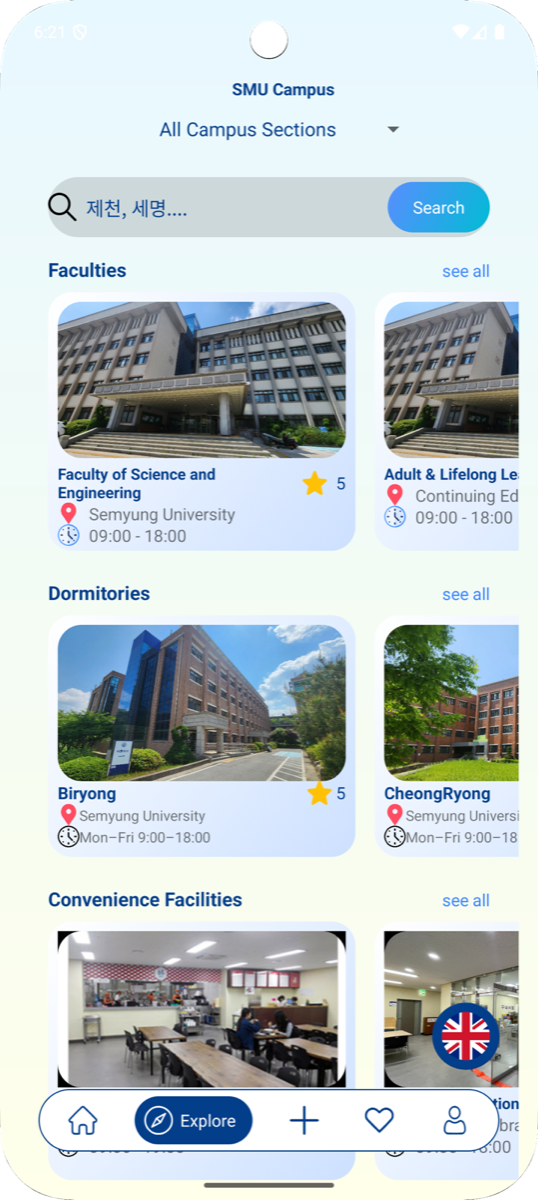 6:21
SMU Campus
All Campus Sections
제천, 세명....
Search
Faculties see all
Faculty of Science and
Engineering
5
Semyung University
09:00 - 18:00
Adult & Lifelong Le
Continuing Ed
09:00 - 18:00
Dormitories see all
Biryong 5
Semyung University
Mon–Fri 9:00–18:00
CheongRyong
Semyung Universi
Mon–Fri 9:00–18
Convenience Facilities see all
Explore